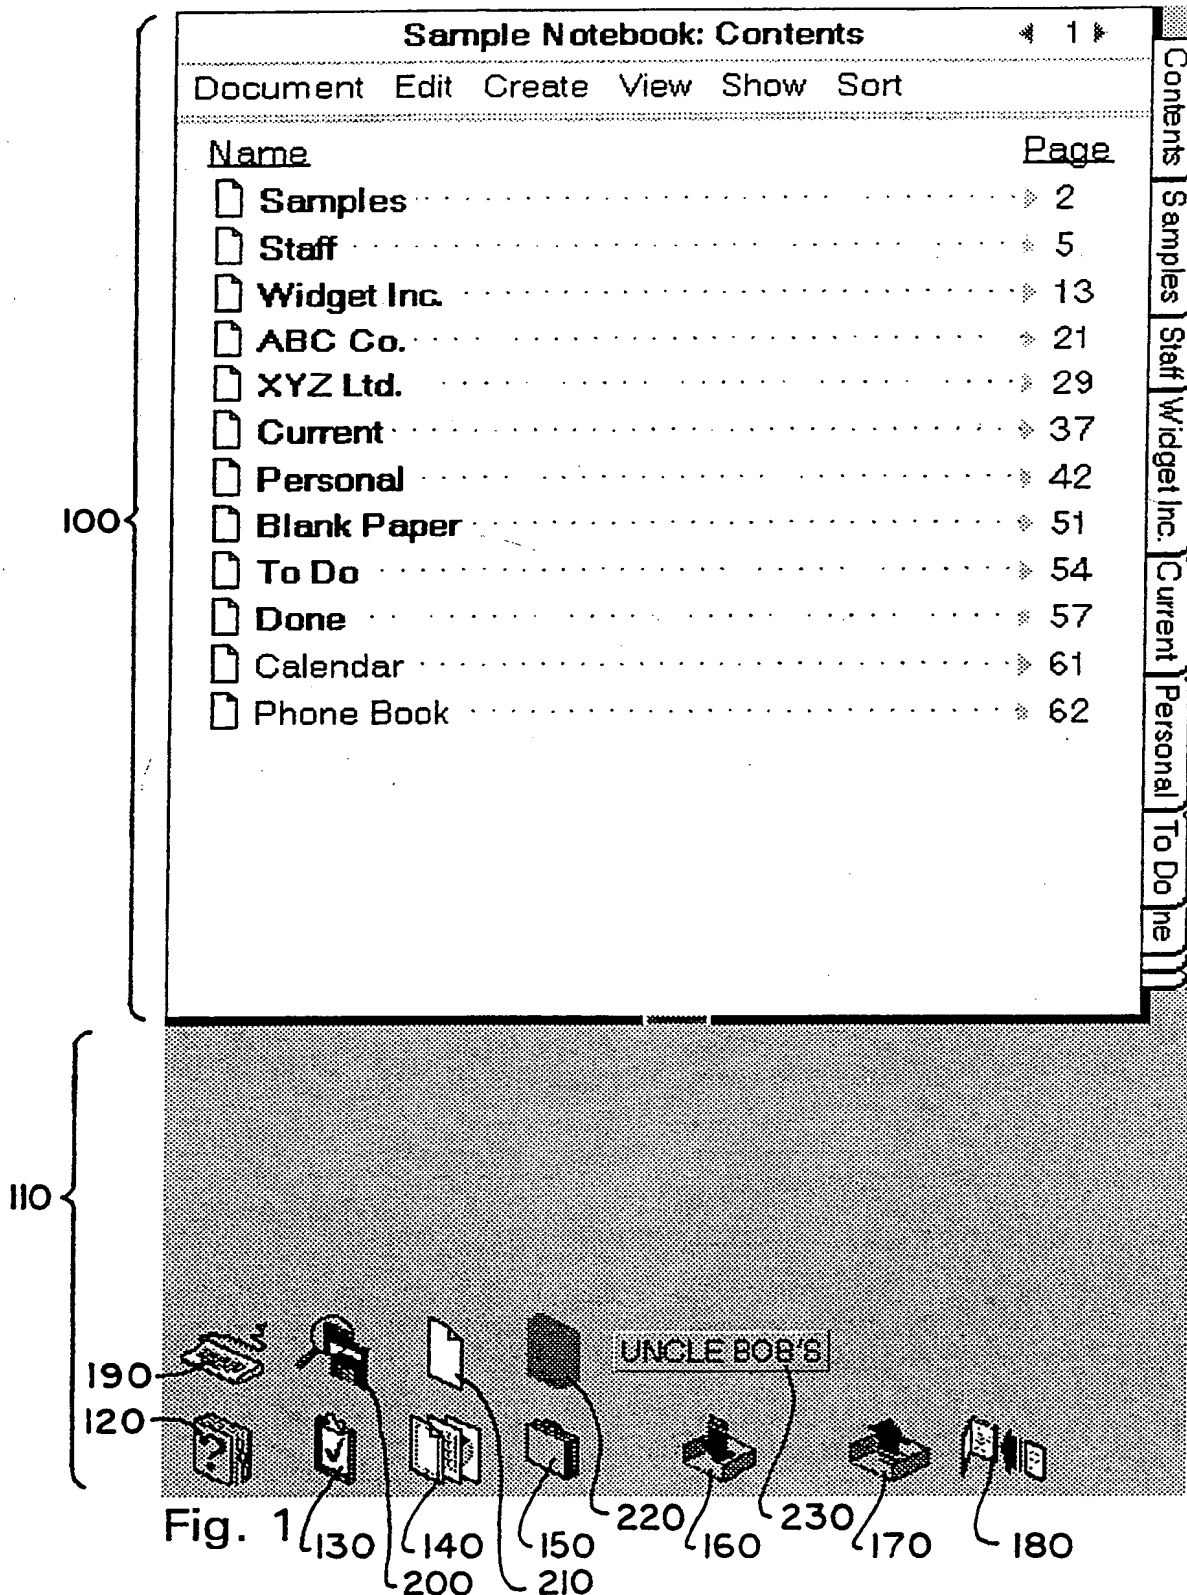 Sample Notebook: Contents 1
Document Edit Create View Show Sort
Name Page
Samples 2
Staff 5
Widget Inc. 13
ABC Co. 21
XYZ Ltd. 29
Current 37
Personal 42
Blank Paper 51
To Do 54
Done 57
Calendar 61
Phone Book 62
Contents
Samples
Staff
Widget Inc.
Current
Personal
To Do
ne
100
110
UNCLE BOB'S
190
120
?
Fig. 1
130
140
150
220
160
230
170
180
200
210